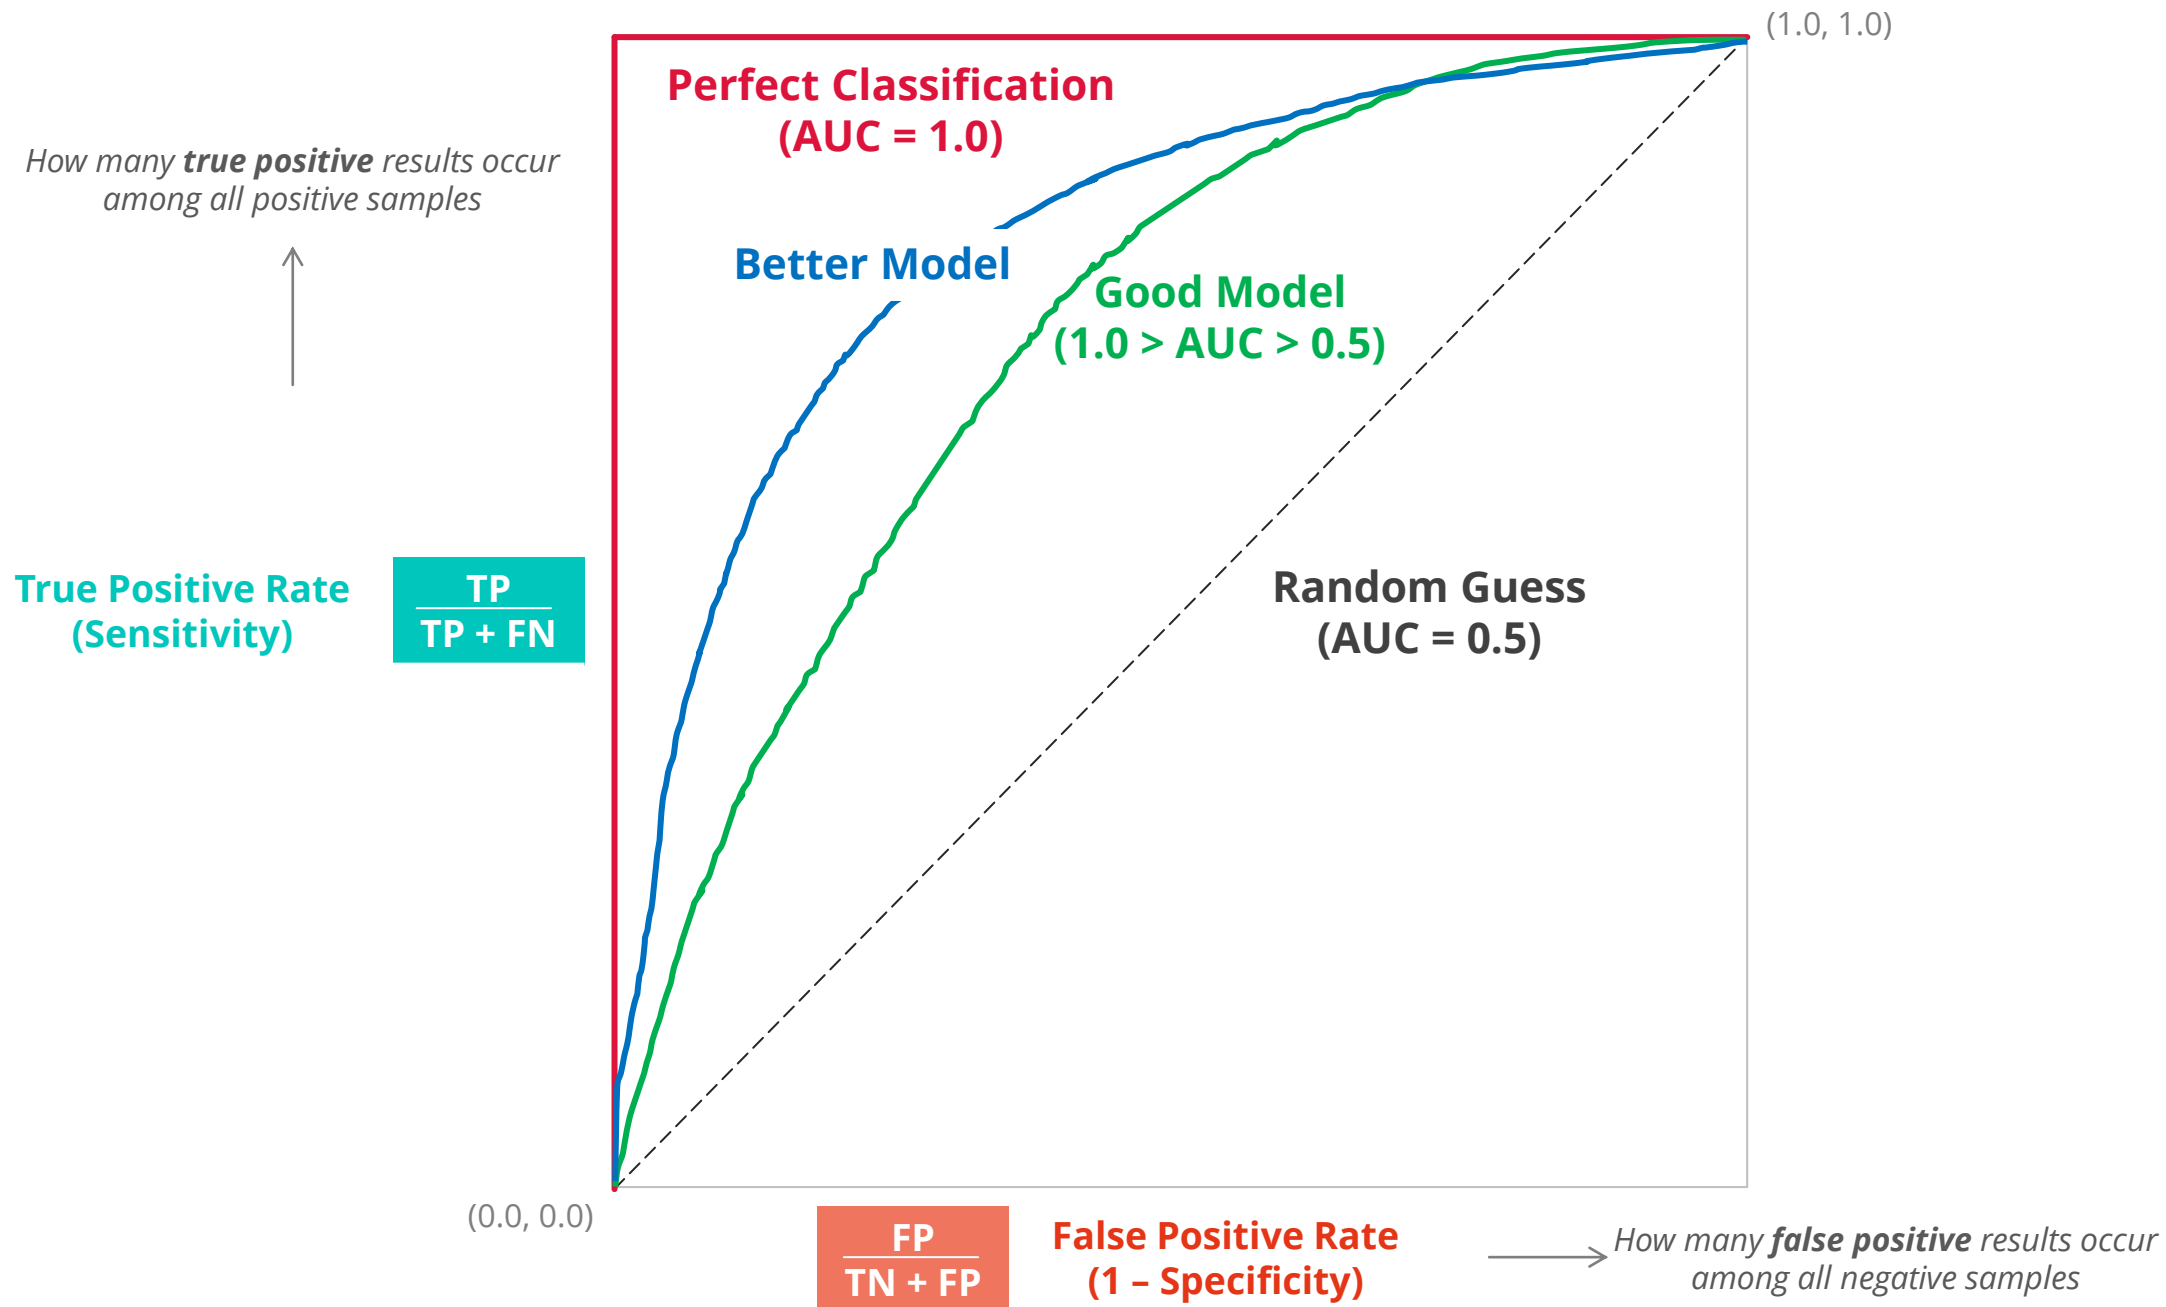 (1.0, 1.0)
Perfect Classification
(AUC = 1.0)
How many true positive results occur
among all positive samples
Better Model
Good Model
(1.0 > AUC > 0.5)
True Positive Rate
(Sensitivity)
TP
TP + FN
Random Guess
(AUC = 0.5)
(0.0, 0.0)
FP
TN + FP
False Positive Rate
(1 – Specificity)
How many false positive results occur
among all negative samples